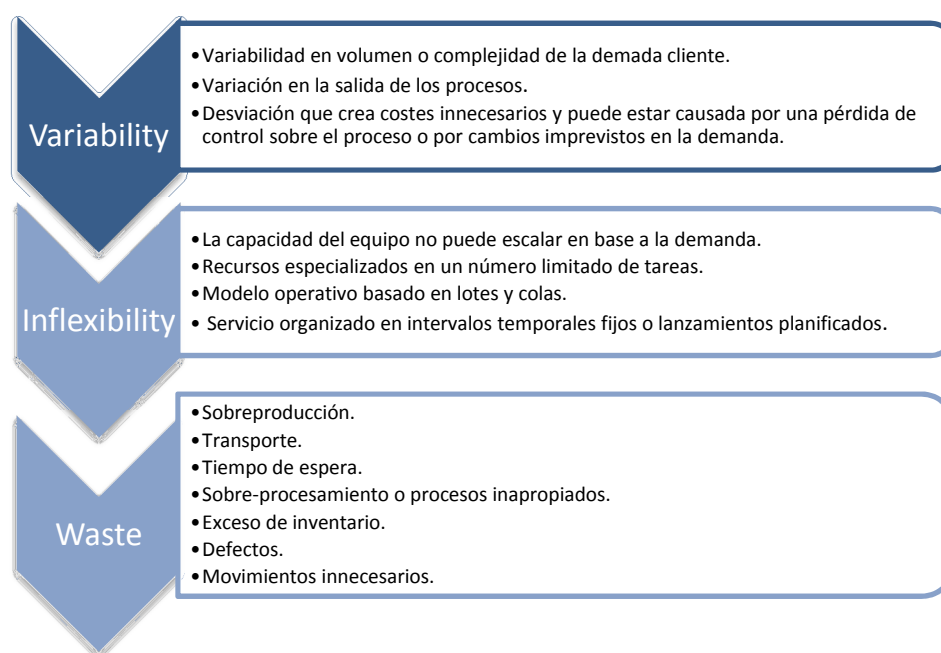 Variability
•Variabilidad en volumen o complejidad de la demada cliente.
•Variación en la salida de los procesos.
•Desviación que crea costes innecesarios y puede estar causada por una pérdida de
control sobre el proceso o por cambios imprevistos en la demanda.
Inflexibility
•La capacidad del equipo no puede escalar en base a la demanda.
•Recursos especializados en un número limitado de tareas.
•Modelo operativo basado en lotes y colas.
• Servicio organizado en intervalos temporales fijos o lanzamientos planificados.
Waste
•Sobreproducción.
•Transporte.
•Tiempo de espera.
•Sobre-procesamiento o procesos inapropiados.
•Exceso de inventario.
•Defectos.
•Movimientos innecesarios.